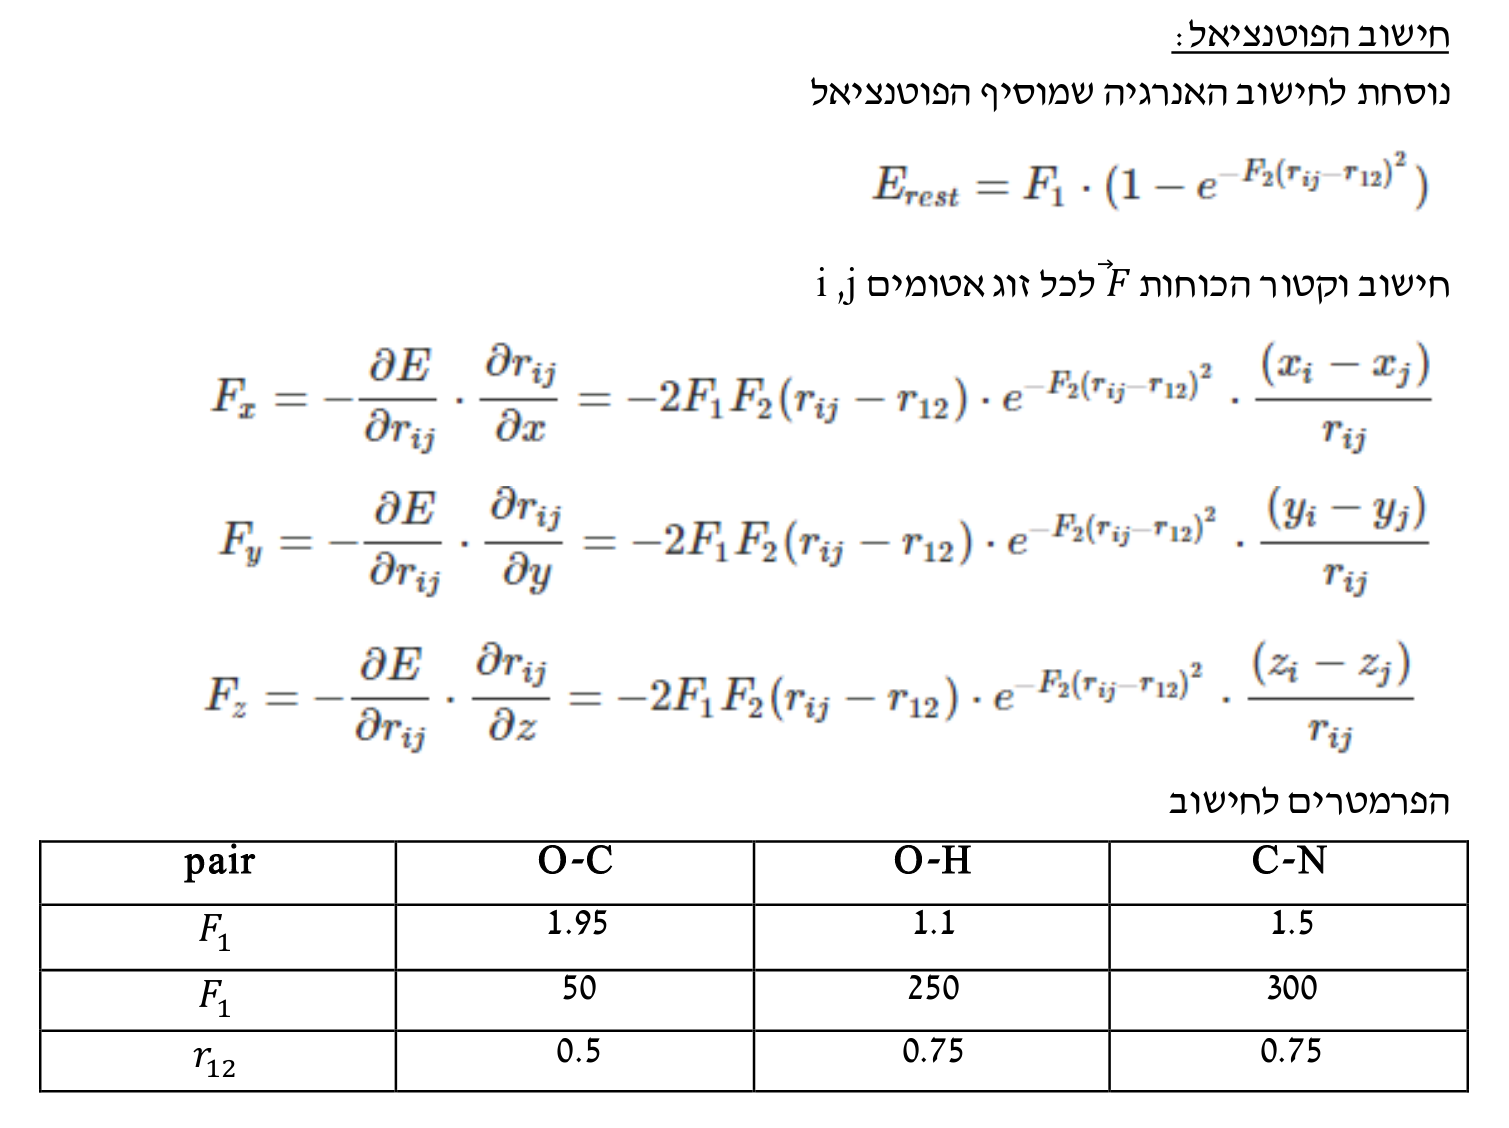 חישוב הפוטנציאל:
נוסחת לחישוב האנרגיה שמוסיף הפוטנציאל
$E_{rest} = F_1 \cdot (1 - e^{-F_2(r_{ij}-r_{12})^2})$
חישוב וקטור הכוחות $\vec{F}$ לכל זוג אטומים i ,j
$F_x = -\frac{\partial E}{\partial r_{ij}} \cdot \frac{\partial r_{ij}}{\partial x} = -2F_1F_2(r_{ij} - r_{12}) \cdot e^{-F_2(r_{ij}-r_{12})^2} \cdot \frac{(x_i - x_j)}{r_{ij}}$
$F_y = -\frac{\partial E}{\partial r_{ij}} \cdot \frac{\partial r_{ij}}{\partial y} = -2F_1F_2(r_{ij} - r_{12}) \cdot e^{-F_2(r_{ij}-r_{12})^2} \cdot \frac{(y_i - y_j)}{r_{ij}}$
$F_z = -\frac{\partial E}{\partial r_{ij}} \cdot \frac{\partial r_{ij}}{\partial z} = -2F_1F_2(r_{ij} - r_{12}) \cdot e^{-F_2(r_{ij}-r_{12})^2} \cdot \frac{(z_i - z_j)}{r_{ij}}$
הפרמטרים לחישוב
pair O-C O-H C-N
$F_1$ 1.95 1.1 1.5
$F_1$ 50 250 300
$r_{12}$ 0.5 0.75 0.75